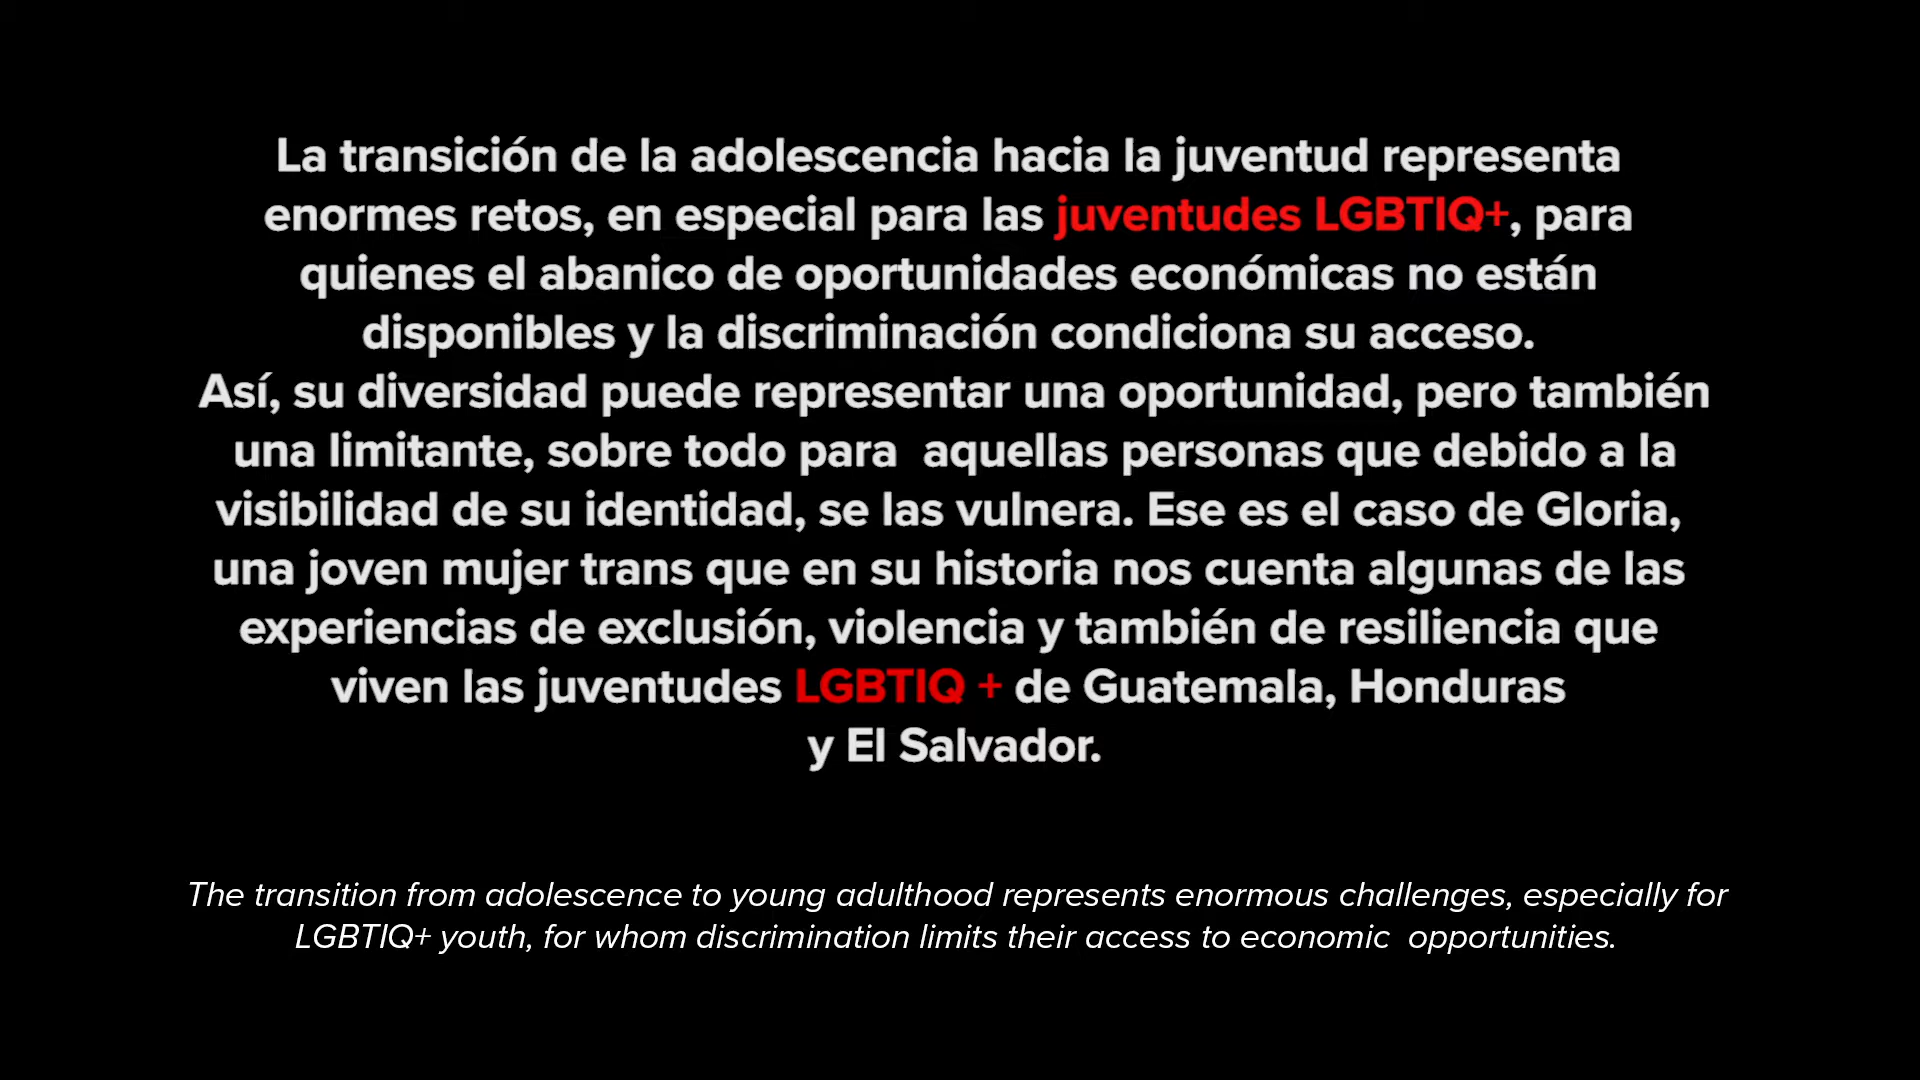 La transición de la adolescencia hacia la juventud representa
enormes retos, en especial para las juventudes LGBTIQ+, para
quienes el abanico de oportunidades económicas no están
disponibles y la discriminación condiciona su acceso.
Así, su diversidad puede representar una oportunidad, pero también
una limitante, sobre todo para  aquellas personas que debido a la
visibilidad de su identidad, se las vulnera. Ese es el caso de Gloria,
una joven mujer trans que en su historia nos cuenta algunas de las
experiencias de exclusión, violencia y también de resiliencia que
viven las juventudes LGBTIQ + de Guatemala, Honduras
y El Salvador.
The transition from adolescence to young adulthood represents enormous challenges, especially for
LGBTIQ+ youth, for whom discrimination limits their access to economic  opportunities.